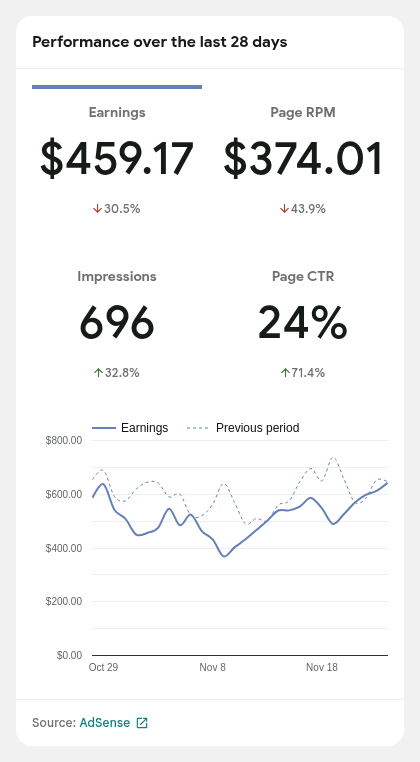 Performance over the last 28 days
Earnings
$459.17
↓30.5%
Page RPM
$374.01
↓43.9%
Impressions
696
↑32.8%
Page CTR
24%
↑71.4%
Earnings Previous period
$800.00
$600.00
$400.00
$200.00
$0.00
Oct 29 Nov 8 Nov 18
Source: AdSense